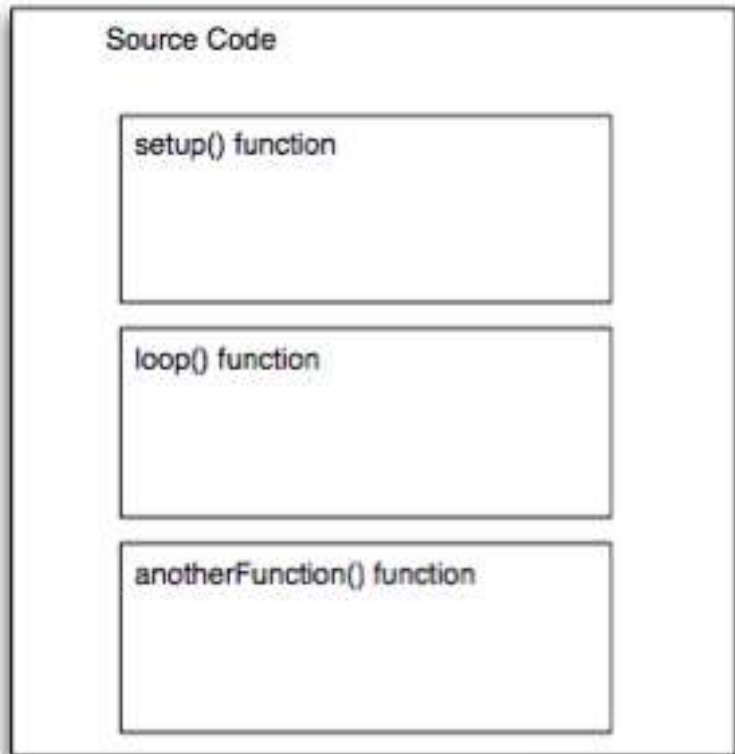 Source Code
setup() function
loop() function
anotherFunction() function